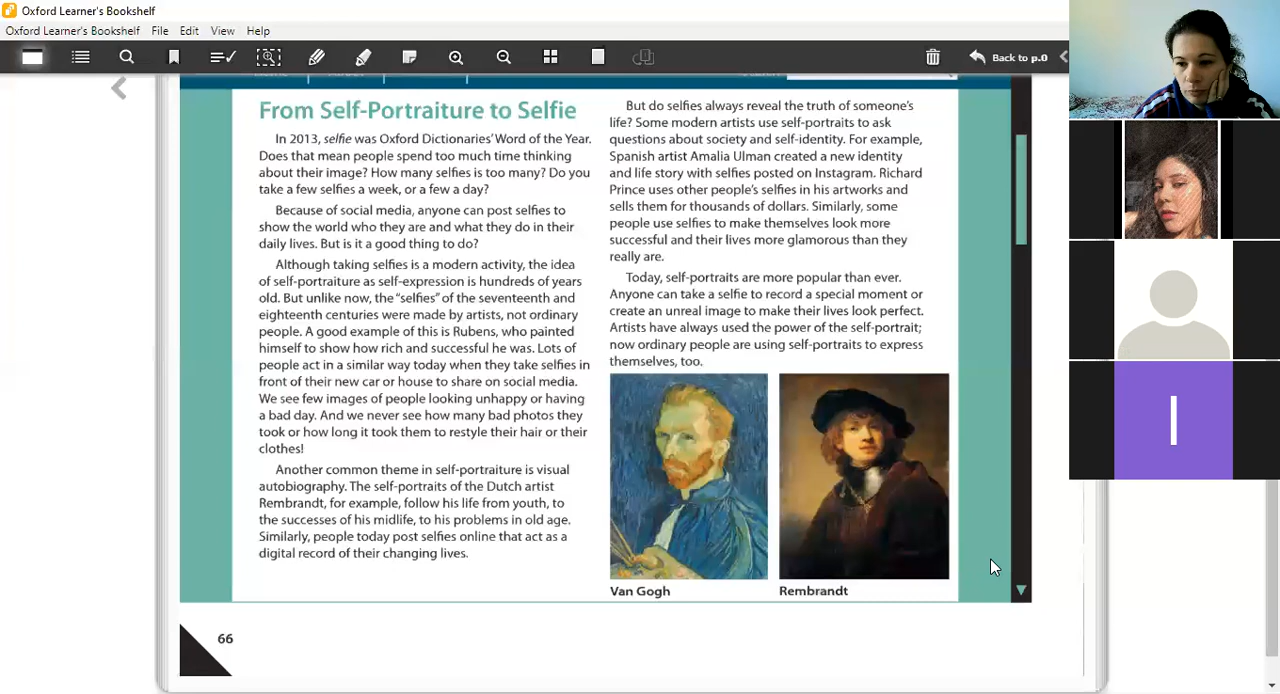 Oxford Learner's Bookshelf
Oxford Learner's Bookshelf File Edit View Help
Back to p.0
From Self-Portraiture to Selfie
In 2013, selfie was Oxford Dictionaries' Word of the Year.
Does that mean people spend too much time thinking
about their image? How many selfies is too many? Do you
take a few selfies a week, or a few a day?
Because of social media, anyone can post selfies to
show the world who they are and what they do in their
daily lives. But is it a good thing to do?
Although taking selfies is a modern activity, the idea
of self-portraiture as self-expression is hundreds of years
old. But unlike now, the "selfies" of the seventeenth and
eighteenth centuries were made by artists, not ordinary
people. A good example of this is Rubens, who painted
himself to show how rich and successful he was. Lots of
people act in a similar way today when they take selfies in
front of their new car or house to share on social media.
We see few images of people looking unhappy or having
a bad day. And we never see how many bad photos they
took or how long it took them to restyle their hair or their
clothes!
Another common theme in self-portraiture is visual
autobiography. The self-portraits of the Dutch artist
Rembrandt, for example, follow his life from youth, to
the successes of his midlife, to his problems in old age.
Similarly, people today post selfies online that act as a
digital record of their changing lives.
But do selfies always reveal the truth of someone's
life? Some modern artists use self-portraits to ask
questions about society and self-identity. For example,
Spanish artist Amalia Ulman created a new identity
and life story with selfies posted on Instagram. Richard
Prince uses other people's selfies in his artworks and
sells them for thousands of dollars. Similarly, some
people use selfies to make themselves look more
successful and their lives more glamorous than they
really are.
Today, self-portraits are more popular than ever.
Anyone can take a selfie to record a special moment or
create an unreal image to make their lives look perfect.
Artists have always used the power of the self-portrait;
now ordinary people are using self-portraits to express
themselves, too.
Van Gogh
Rembrandt
66
I